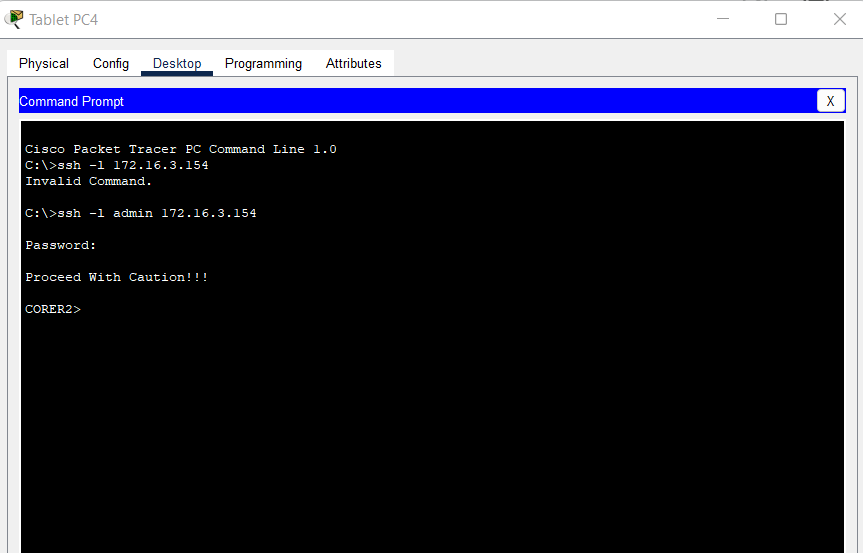 Tablet PC4
Physical Config Desktop Programming Attributes
Command Prompt X
Cisco Packet Tracer PC Command Line 1.0
C:\>ssh -l 172.16.3.154
Invalid Command.
C:\>ssh -l admin 172.16.3.154
Password:
Proceed With Caution!!!
CORER2>